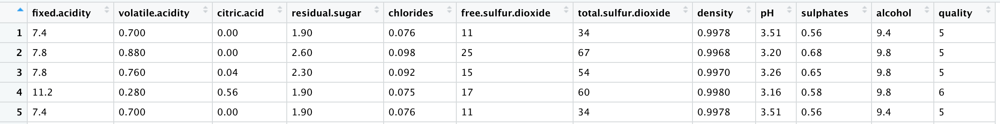 fixed.acidity volatile.acidity citric.acid residual.sugar chlorides free.sulfur.dioxide total.sulfur.dioxide density pH sulphates alcohol quality
1 7.4 0.700 0.00 1.90 0.076 11 34 0.9978 3.51 0.56 9.4 5
2 7.8 0.880 0.00 2.60 0.098 25 67 0.9968 3.20 0.68 9.8 5
3 7.8 0.760 0.04 2.30 0.092 15 54 0.9970 3.26 0.65 9.8 5
4 11.2 0.280 0.56 1.90 0.075 17 60 0.9980 3.16 0.58 9.8 6
5 7.4 0.700 0.00 1.90 0.076 11 34 0.9978 3.51 0.56 9.4 5